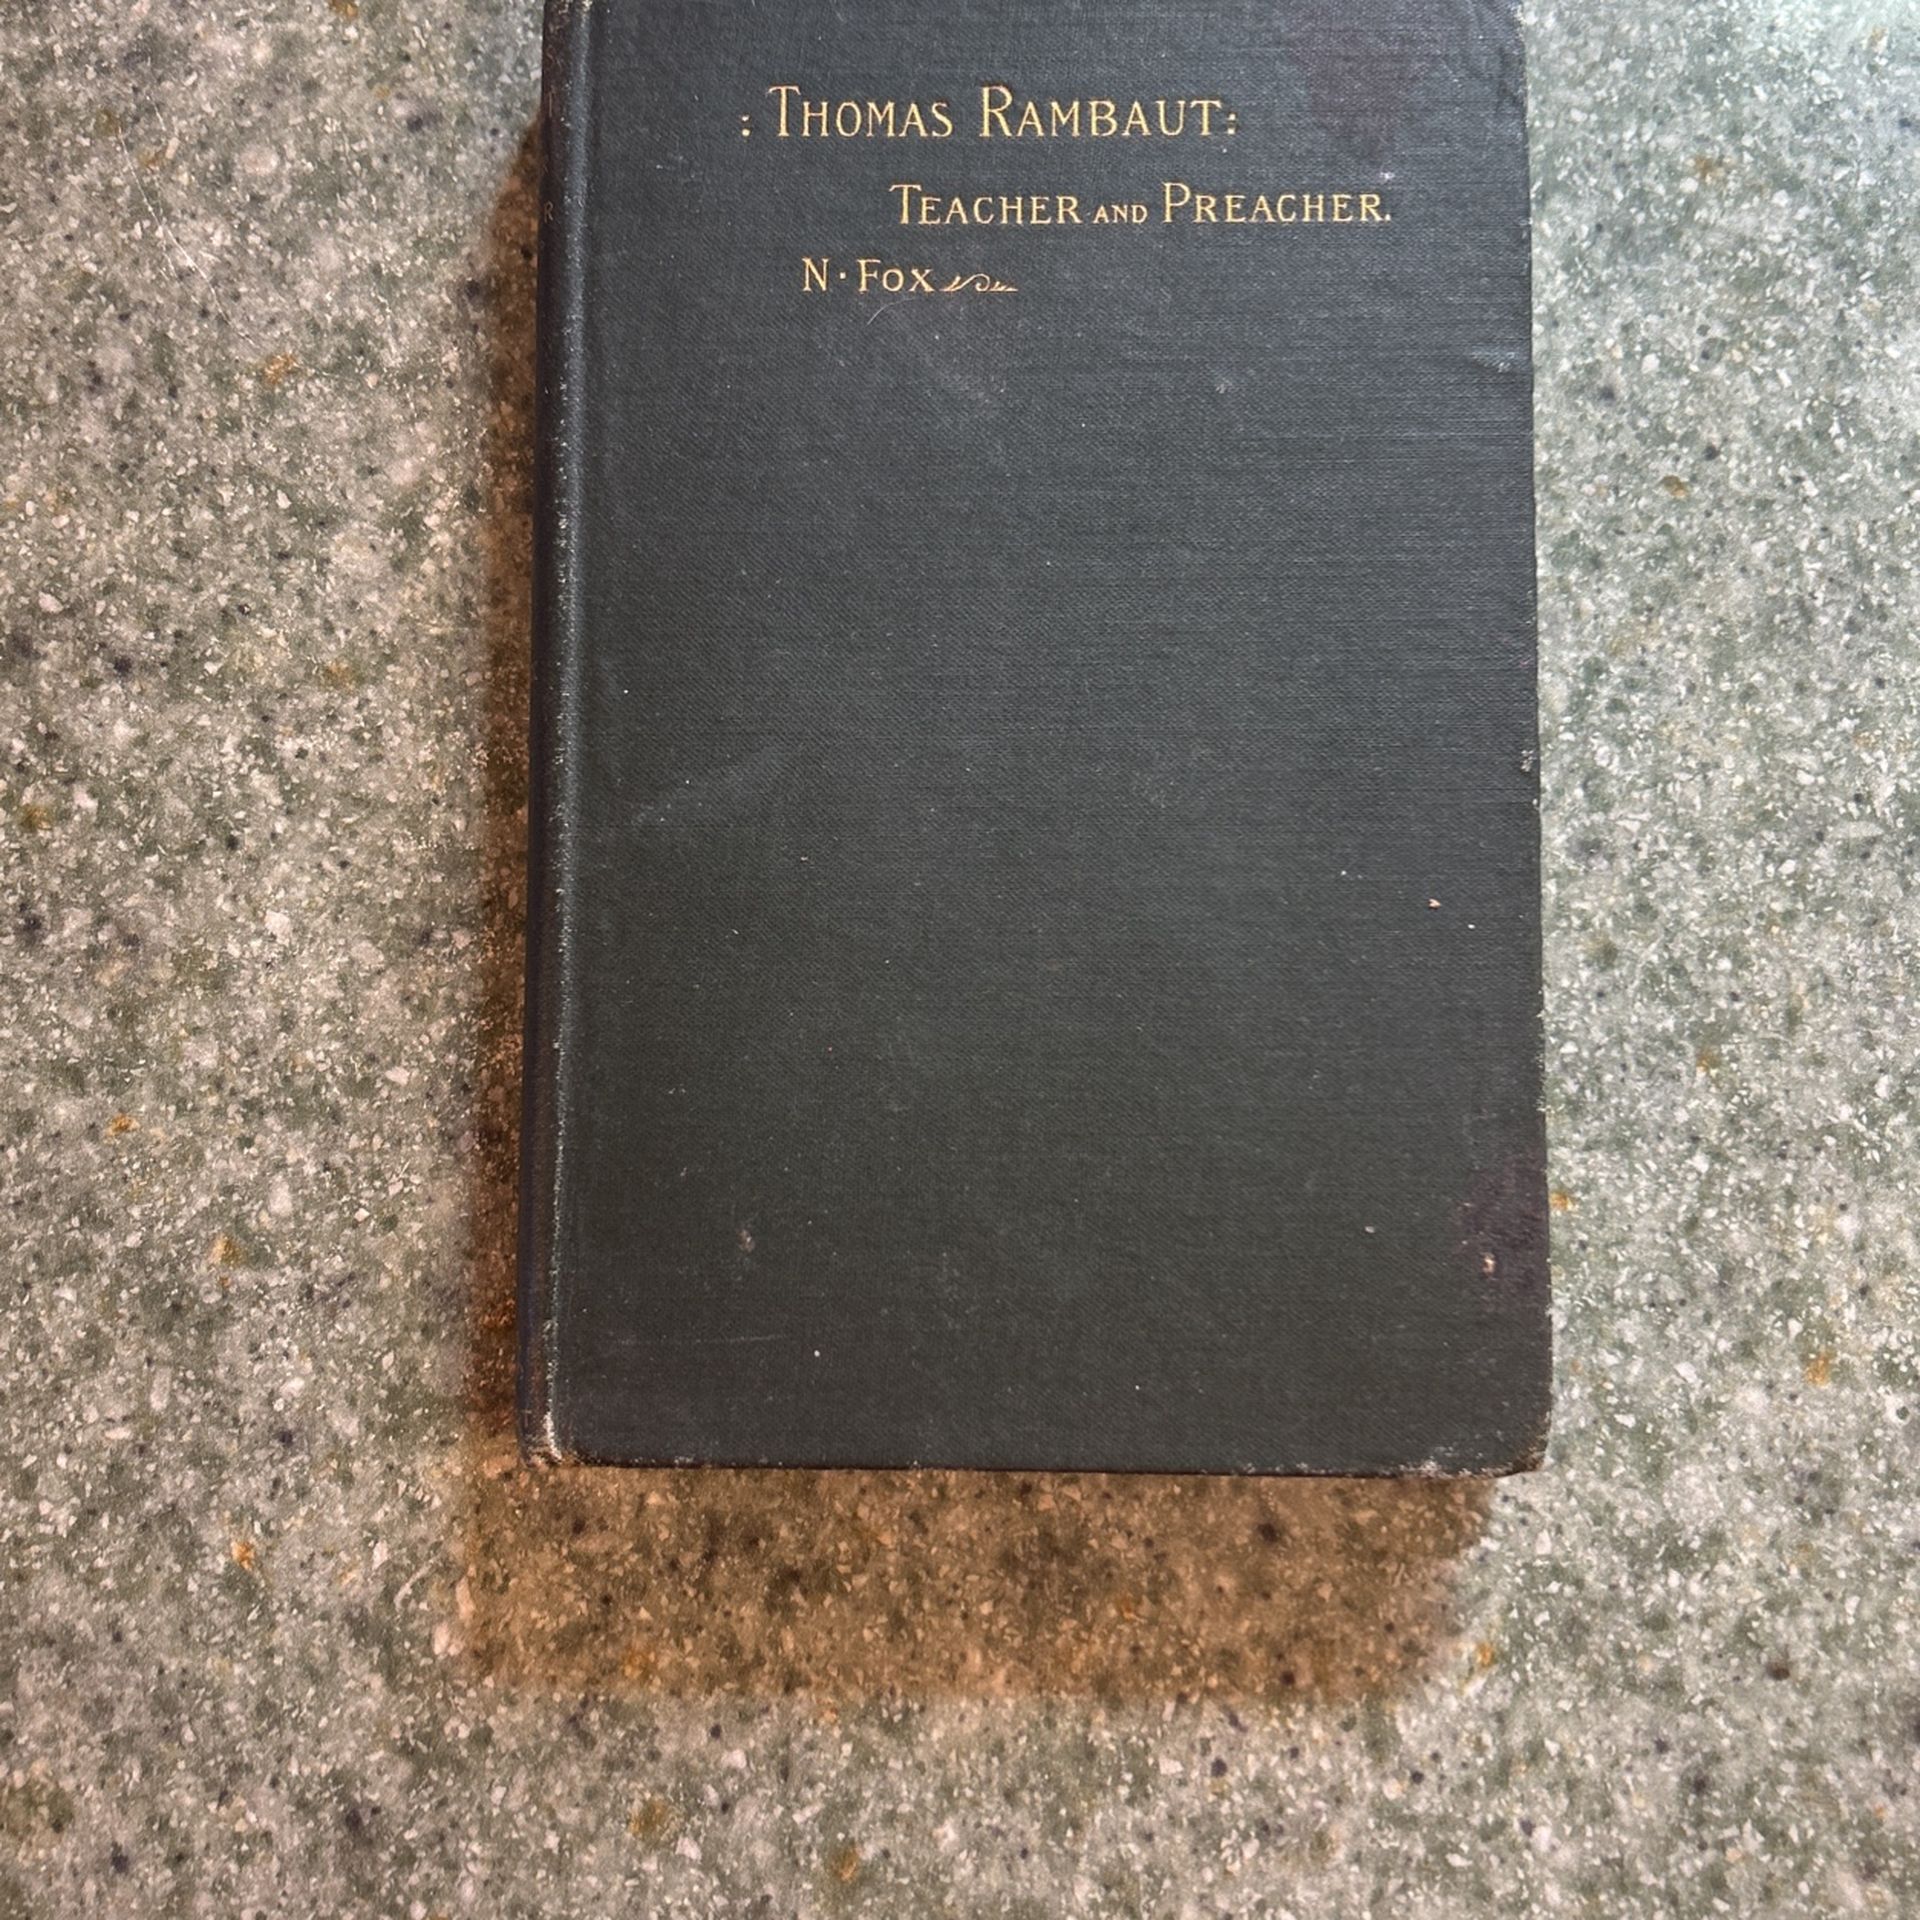 : THOMAS RAMBAUT:
TEACHER AND PREACHER.
N · FOX